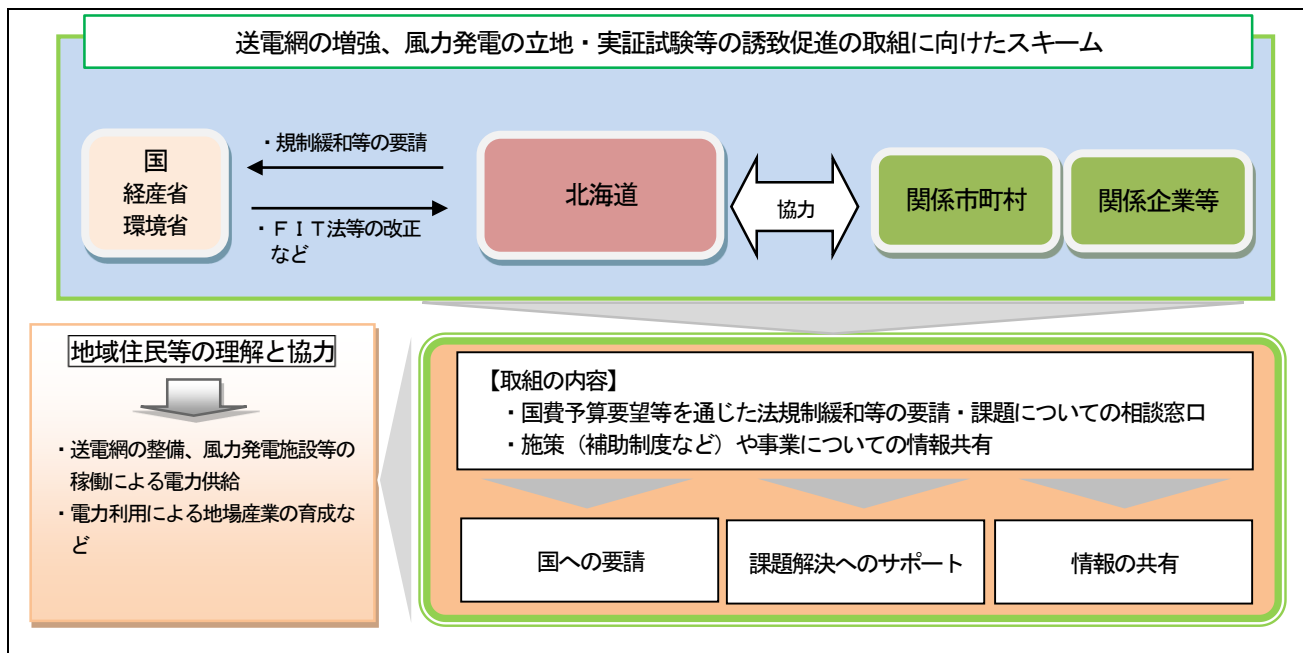 送電網の増強、風力発電の立地・実証試験等の誘致促進の取組に向けたスキーム
国
経産省
環境省
・規制緩和等の要請
・ＦＩＴ法等の改正
など
北海道
協力
関係市町村
関係企業等
地域住民等の理解と協力
・送電網の整備、風力発電施設等の
稼働による電力供給
・電力利用による地場産業の育成な
ど
【取組の内容】
・国費予算要望等を通じた法規制緩和等の要請・課題についての相談窓口
・施策（補助制度など）や事業についての情報共有
国への要請
課題解決へのサポート
情報の共有